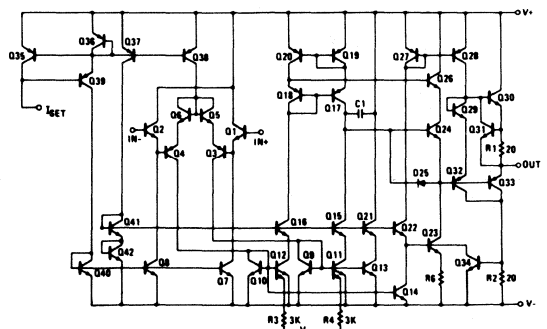 V+
Q35
Q36
Q37
Q38
Q20
Q19
Q27
Q28
Q39
Q26
Q30
ISET
Q6
Q5
Q18
Q17
C1
Q29
Q31
IN-
Q2
Q1
IN+
Q24
R1
20
Q4
Q3
OUT
D25
Q32
Q33
Q41
Q16
Q15
Q21
Q22
Q23
Q42
Q34
Q40
Q8
Q7
Q10
Q12
Q9
Q11
Q13
R6
R2
20
Q14
V-
R3
3K
R4
3K